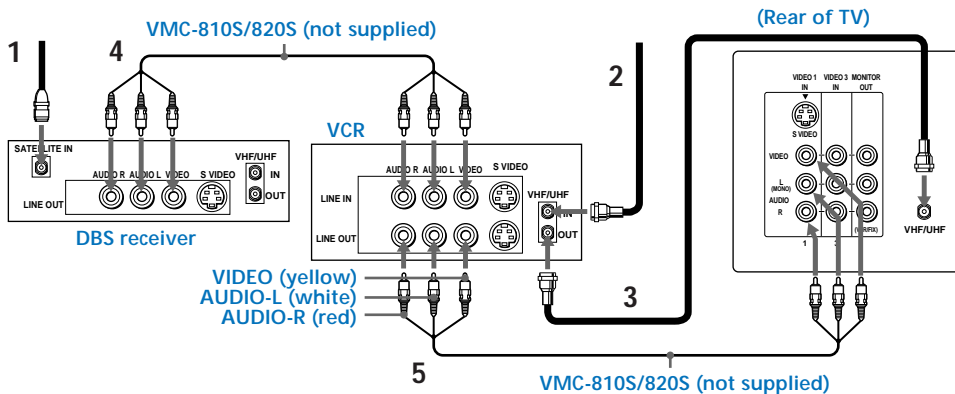 (Rear of TV)
VMC-810S/820S (not supplied)
1
4
2
VIDEO 1
IN
VIDEO 3
IN
MONITOR
OUT
S VIDEO
VIDEO
L
(MONO)
AUDIO
R
1
(VAR/FIX)
VHF/UHF
VCR
SATELLITE IN
VHF/UHF
IN
OUT
AUDIO R
AUDIO L
VIDEO
S VIDEO
LINE OUT
DBS receiver
AUDIO R
AUDIO L
VIDEO
S VIDEO
LINE IN
VHF/UHF
IN
OUT
LINE OUT
VIDEO (yellow)
AUDIO-L (white)
AUDIO-R (red)
3
5
VMC-810S/820S (not supplied)